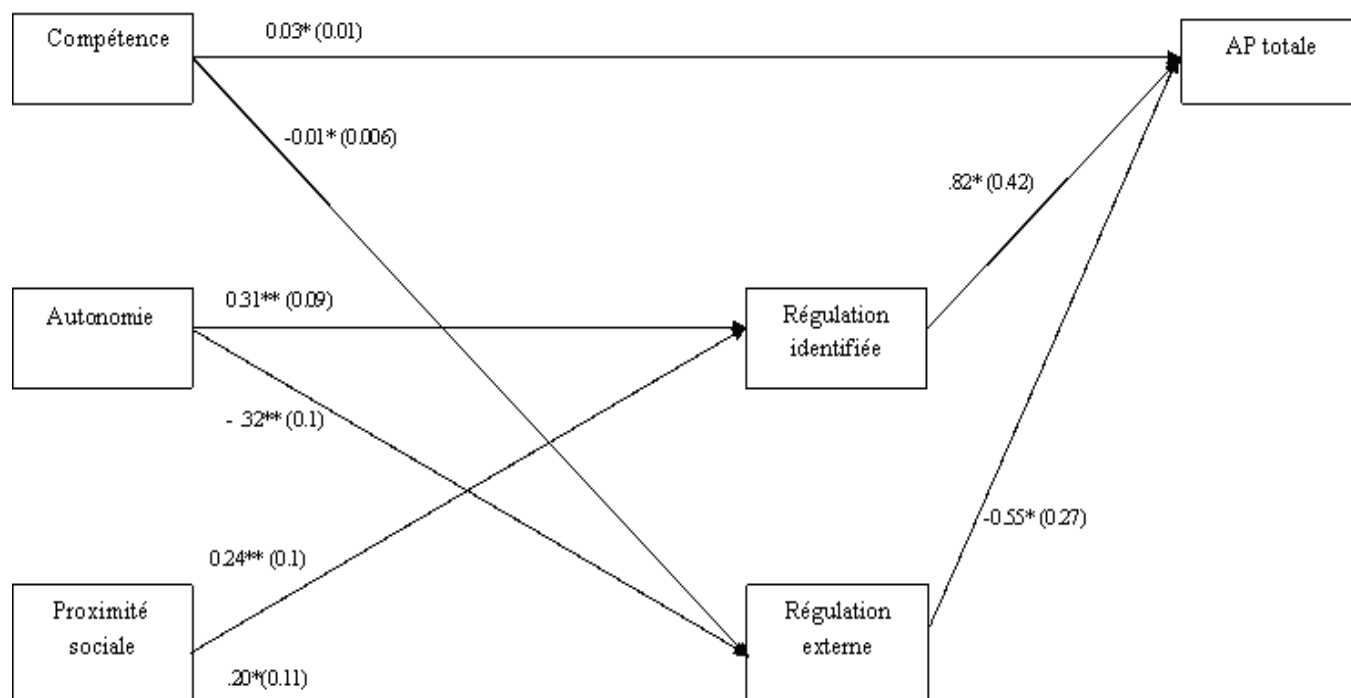 Compétence
0.03* (0.01)
AP totale
-0.01* (0.006)
.82* (0.42)
Autonomie
0.31** (0.09)
Régulation
identifiée
- .32** (0.1)
-0.55* (0.27)
0.24** (0.1)
Proximité
sociale
Régulation
externe
.20*(0.11)